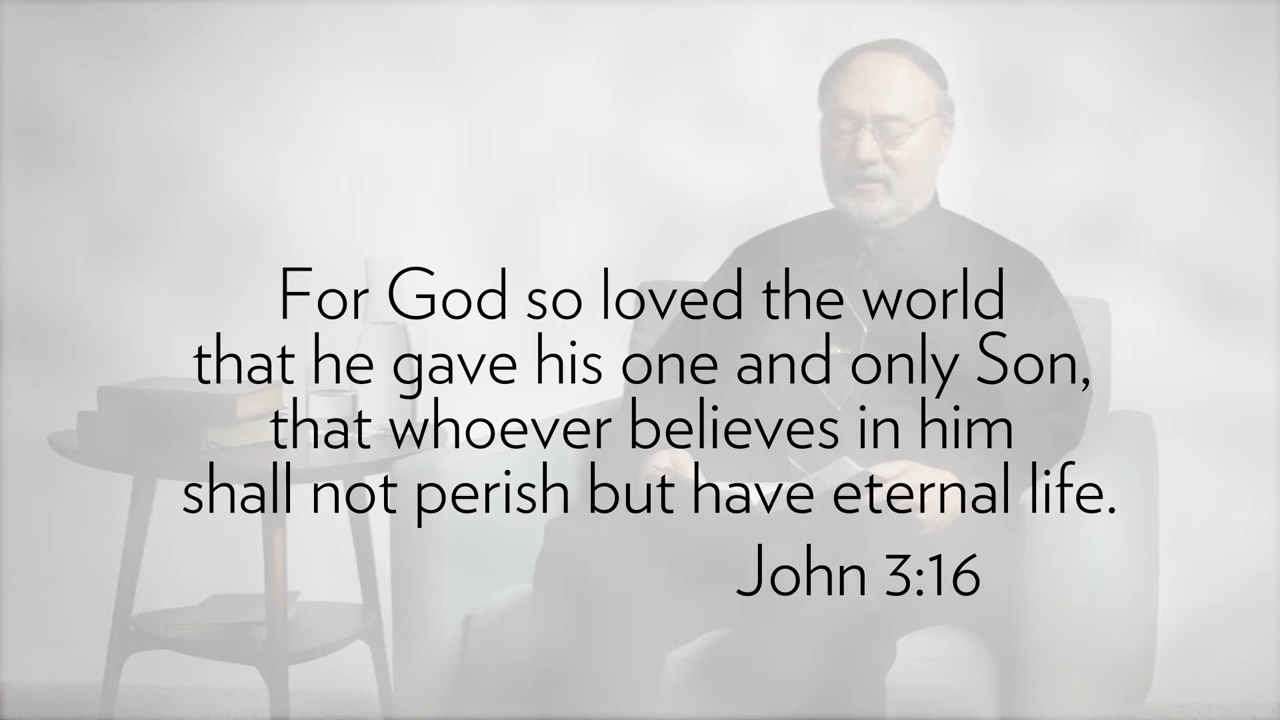 For God so loved the world
that he gave his one and only Son,
that whoever believes in him
shall not perish but have eternal life.
John 3:16